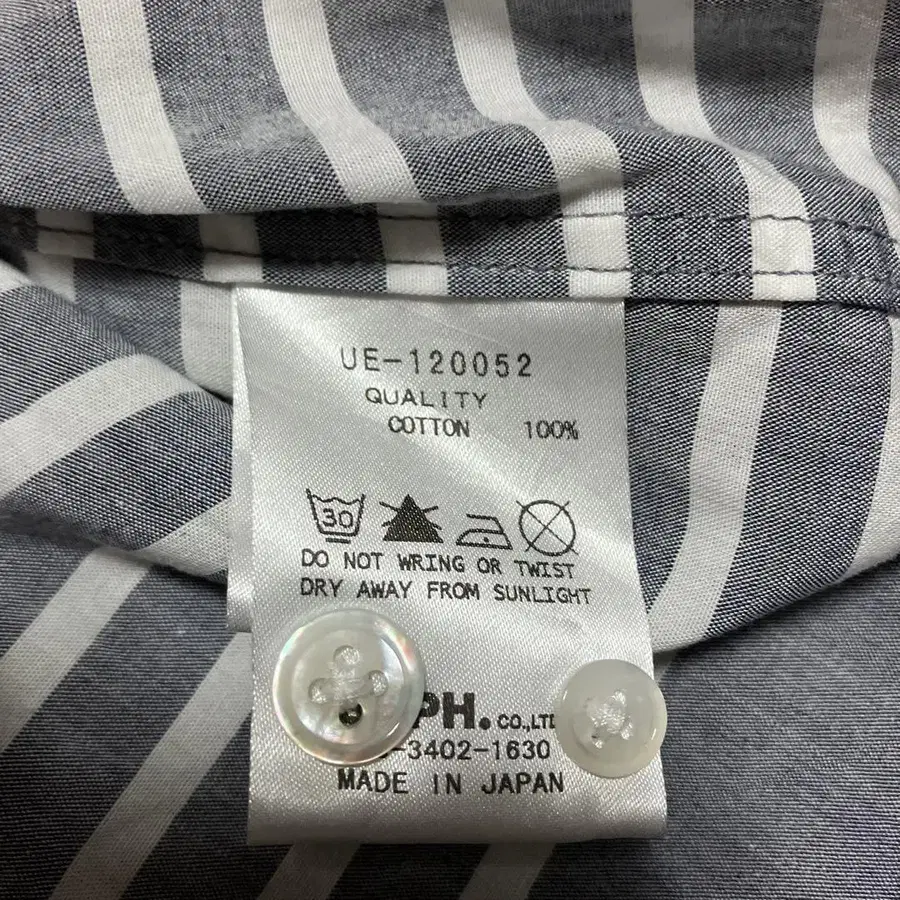 UE-120052
QUALITY
COTTON 100%
30
DO NOT WRING OR TWIST
DRY AWAY FROM SUNLIGHT
PH. CO.,LTD
-3402-1630
MADE IN JAPAN